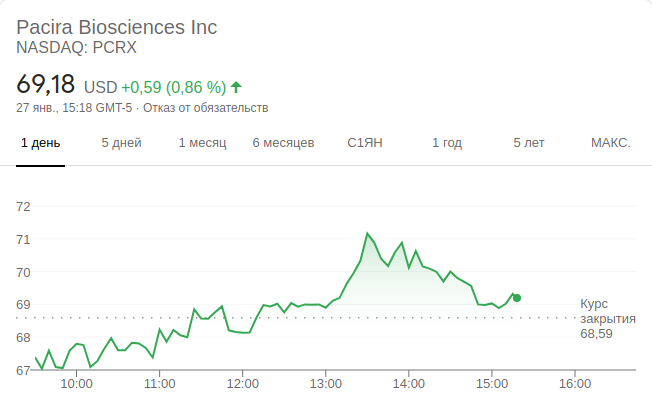 Pacira Biosciences Inc
NASDAQ: PCRX
69,18 USD +0,59 (0,86 %)
27 янв., 15:18 GMT-5 · Отказ от обязательств
1 день 5 дней 1 месяц 6 месяцев С1ЯН 1 год 5 лет МАКС.
72
71
70
69
68
67
Курс
закрытия
68,59
10:00 11:00 12:00 13:00 14:00 15:00 16:00